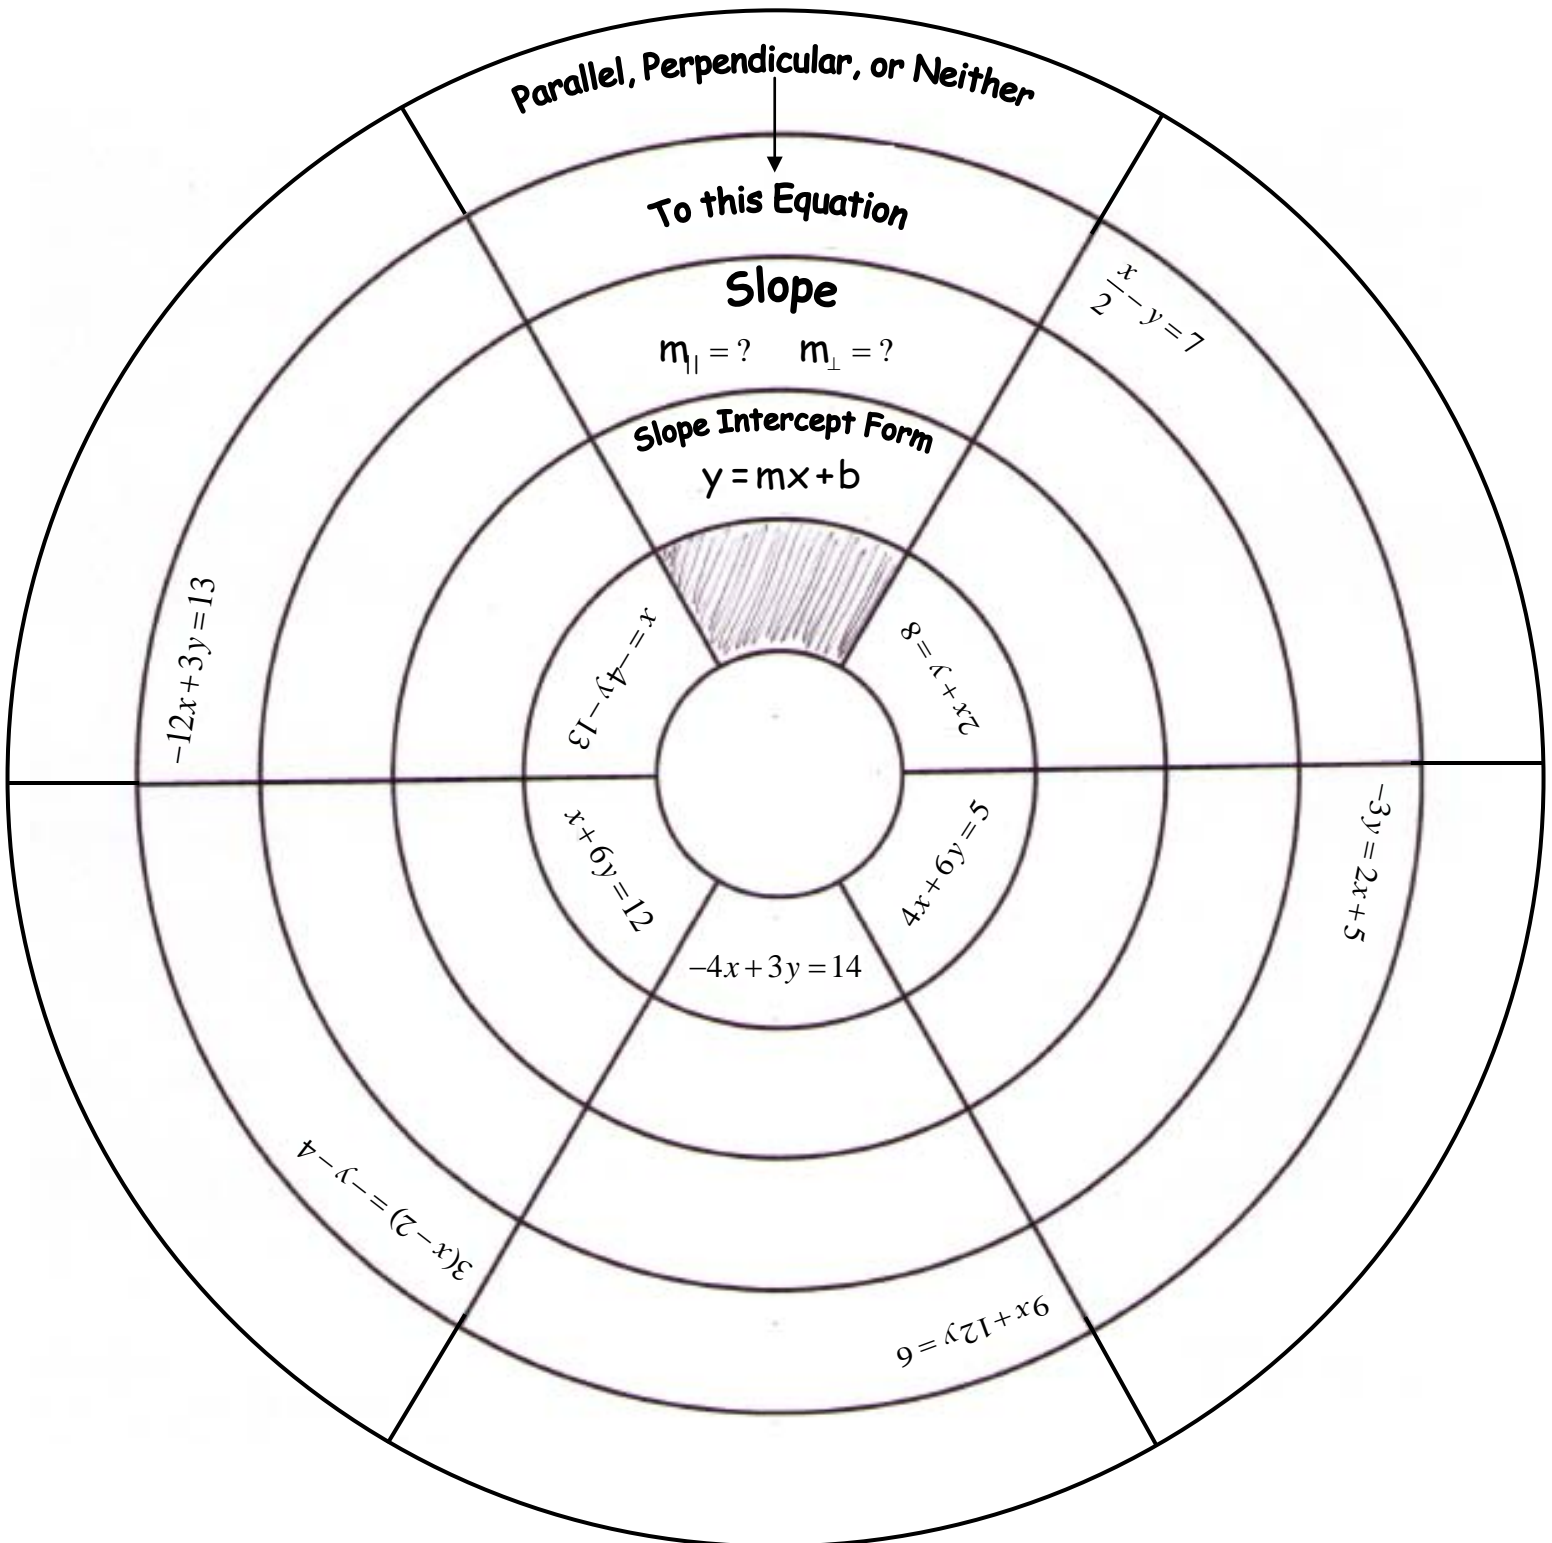 Parallel, Perpendicular, or Neither
To this Equation
Slope
m_{||} = ? m_⊥ = ?
Slope Intercept Form
y = mx + b
x/2 − y = 7
2x + y = 8
−3y = 2x + 5
4x + 6y = 5
9x + 12y = 6
−4x + 3y = 14
3(x − 2) = −y − 4
x + 6y = 12
−12x + 3y = 13
x = −4y − 13